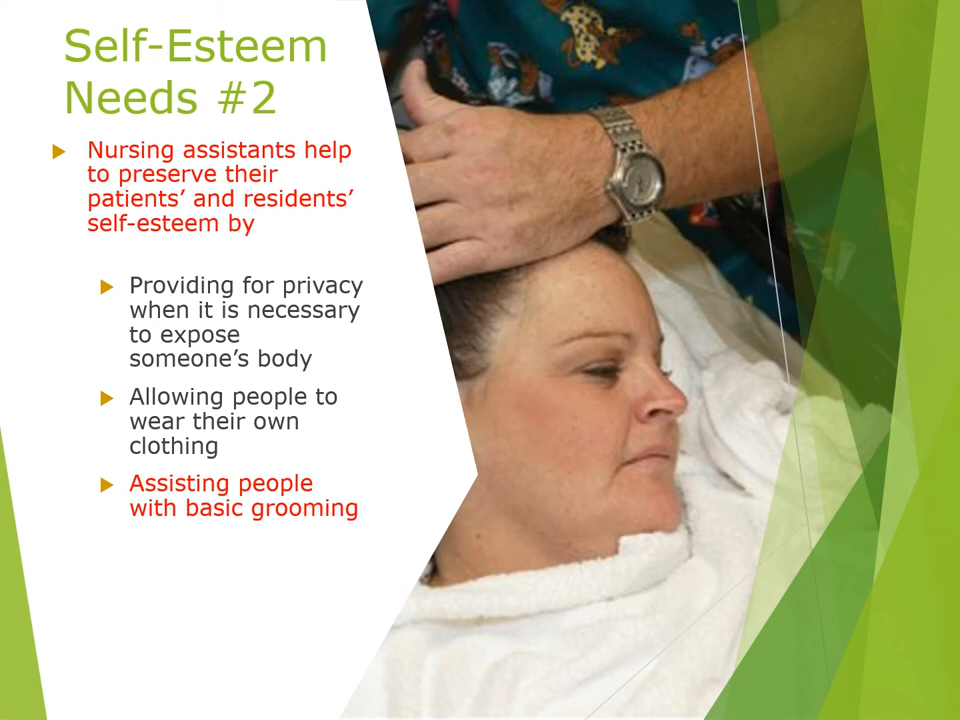 Self-Esteem
Needs #2
Nursing assistants help
to preserve their
patients’ and residents’
self-esteem by
Providing for privacy
when it is necessary
to expose
someone’s body
Allowing people to
wear their own
clothing
Assisting people
with basic grooming